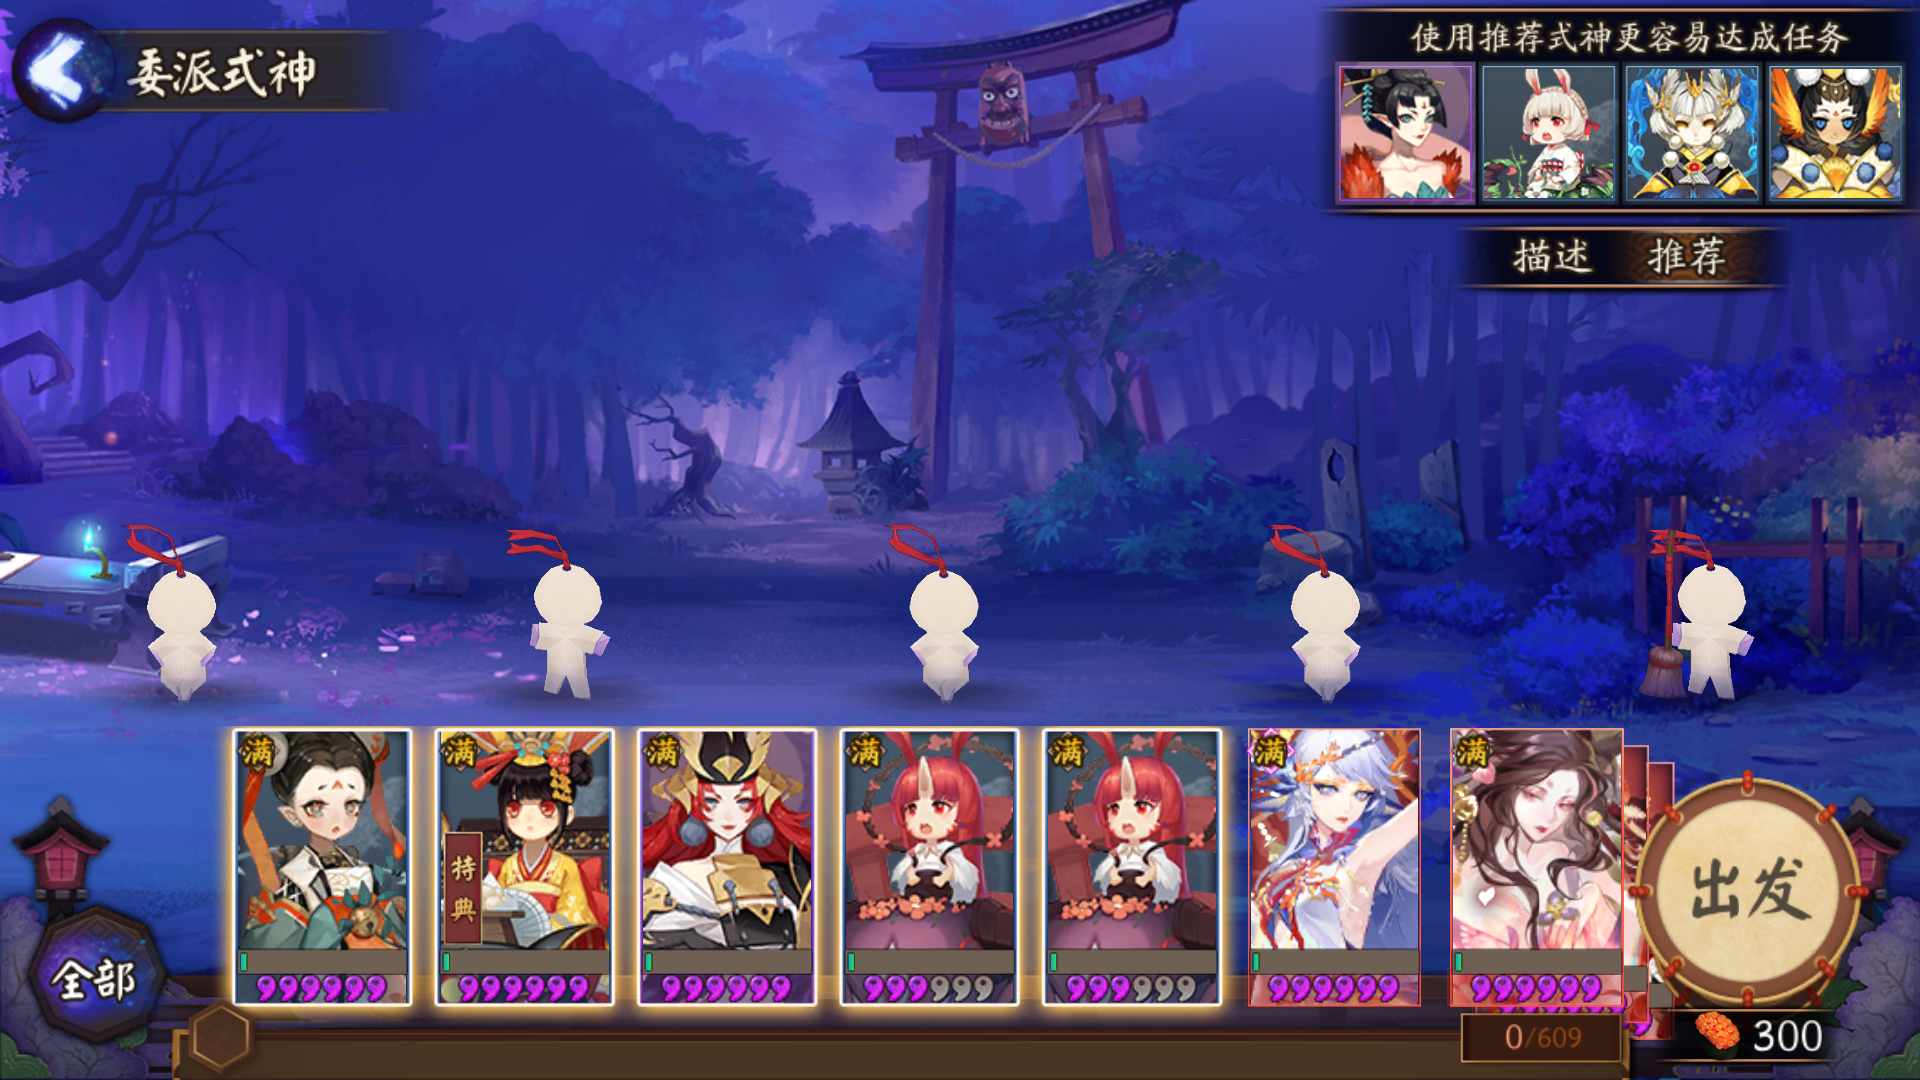 委派式神
使用推荐式神更容易达成任务
描述 推荐
满 满 满 满 满 满 满
特典
出发
全部
0/609
300